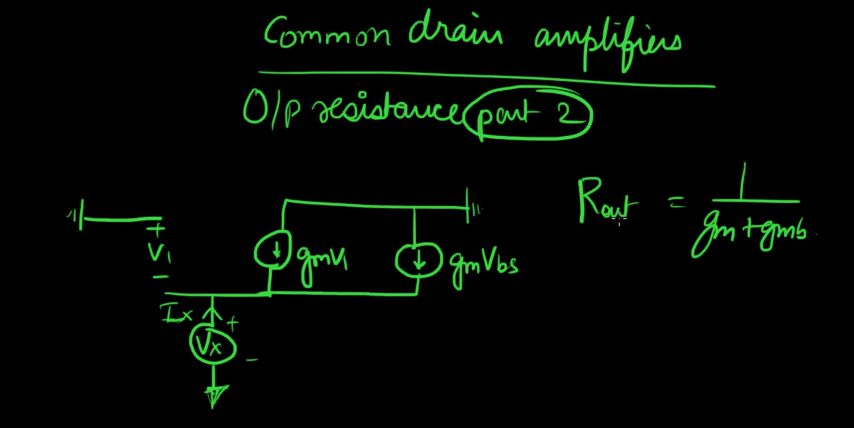 Common drain amplifiers
O/p resistance part 2
Rout = 1 / gm+gmb
+
V1
-
gmV1
gmVbs
Ix
+
Vx
-